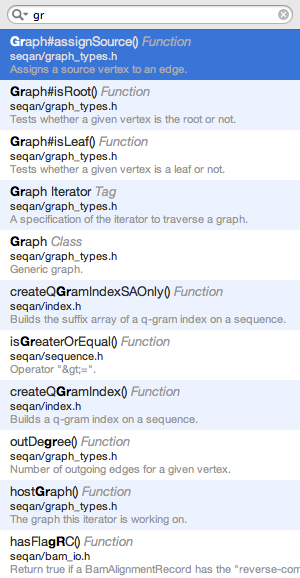 gr
Graph#assignSource() Function
seqan/graph_types.h
Assigns a source vertex to an edge.
Graph#isRoot() Function
seqan/graph_types.h
Tests whether a given vertex is the root or not.
Graph#isLeaf() Function
seqan/graph_types.h
Tests whether a given vertex is a leaf or not.
Graph Iterator Tag
seqan/graph_types.h
A specification of the iterator to traverse a graph.
Graph Class
seqan/graph_types.h
Generic graph.
createQGramIndexSAOnly() Function
seqan/index.h
Builds the suffix array of a q-gram index on a sequence.
isGreaterOrEqual() Function
seqan/sequence.h
Operator "&gt;=".
createQGramIndex() Function
seqan/index.h
Builds a q-gram index on a sequence.
outDegree() Function
seqan/graph_types.h
Number of outgoing edges for a given vertex.
hostGraph() Function
seqan/graph_types.h
The graph this iterator is working on.
hasFlagRC() Function
seqan/bam_io.h
Return true if a BamAlignmentRecord has the "reverse-com